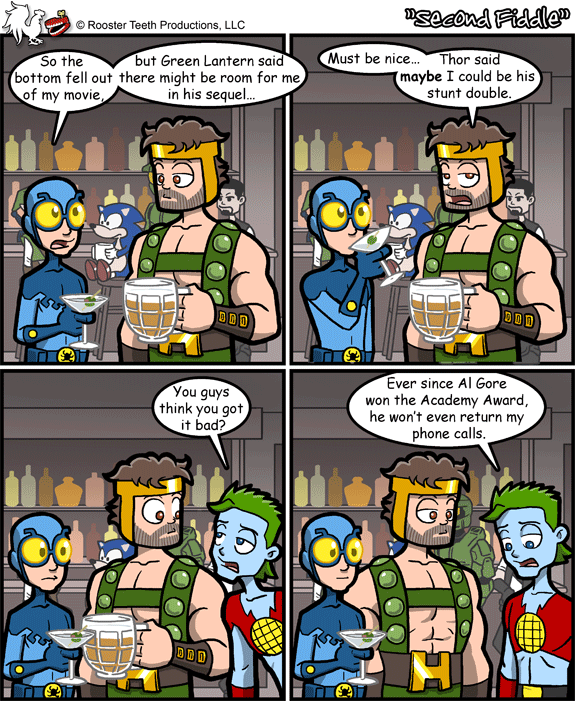 © Rooster Teeth Productions, LLC
"Second Fiddle"
So the
bottom fell out
of my movie,
but Green Lantern said
there might be room for me
in his sequel...
Must be nice...
Thor said
maybe I could be his
stunt double.
You guys
think you got
it bad?
Ever since Al Gore
won the Academy Award,
he won't even return my
phone calls.